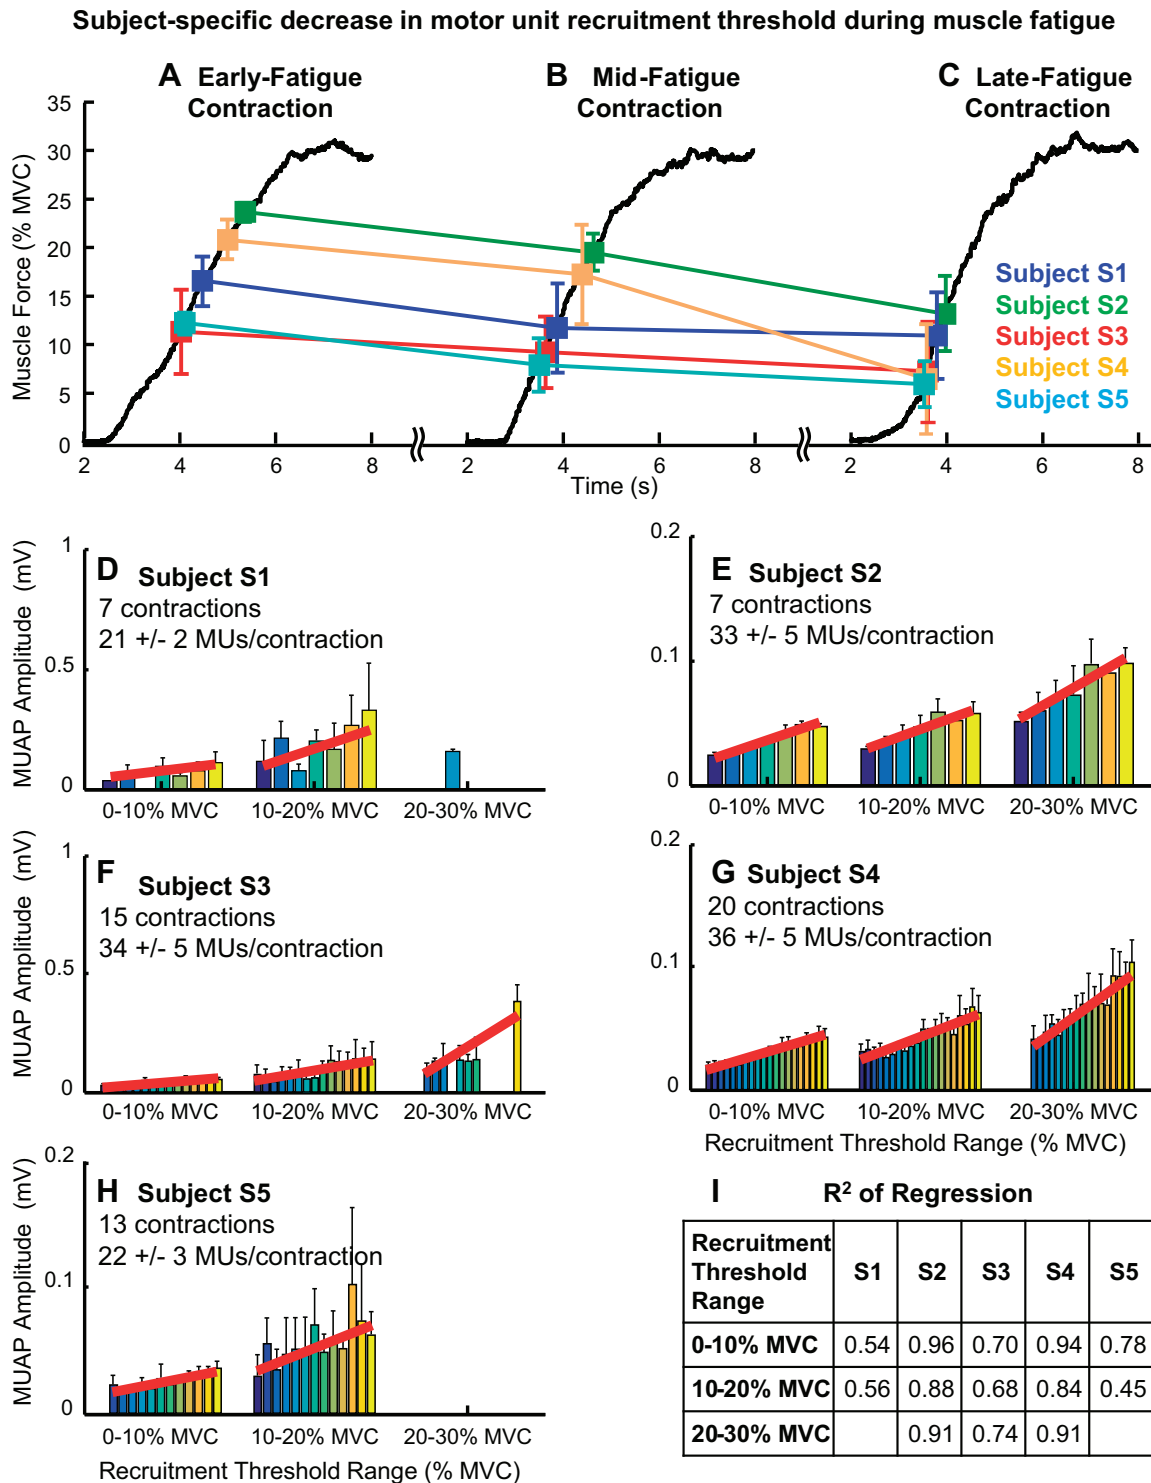 Subject-specific decrease in motor unit recruitment threshold during muscle fatigue
A Early-Fatigue
Contraction
B Mid-Fatigue
Contraction
C Late-Fatigue
Contraction
Muscle Force (% MVC)
35
30
25
20
15
10
5
0
Subject S1
Subject S2
Subject S3
Subject S4
Subject S5
2 4 6 8 2 4 6 8 2 4 6 8
Time (s)
MUAP Amplitude (mV)
1
0.5
0
D Subject S1
7 contractions
21 +/- 2 MUs/contraction
0-10% MVC 10-20% MVC 20-30% MVC
0.2
0.1
0
E Subject S2
7 contractions
33 +/- 5 MUs/contraction
0-10% MVC 10-20% MVC 20-30% MVC
MUAP Amplitude (mV)
1
0.5
0
F Subject S3
15 contractions
34 +/- 5 MUs/contraction
0-10% MVC 10-20% MVC 20-30% MVC
0.2
0.1
0
G Subject S4
20 contractions
36 +/- 5 MUs/contraction
0-10% MVC 10-20% MVC 20-30% MVC
Recruitment Threshold Range (% MVC)
MUAP Amplitude (mV)
0.2
0.1
0
H Subject S5
13 contractions
22 +/- 3 MUs/contraction
0-10% MVC 10-20% MVC 20-30% MVC
Recruitment Threshold Range (% MVC)
I R² of Regression
Recruitment
Threshold
Range
S1 S2 S3 S4 S5
0-10% MVC 0.54 0.96 0.70 0.94 0.78
10-20% MVC 0.56 0.88 0.68 0.84 0.45
20-30% MVC 0.91 0.74 0.91